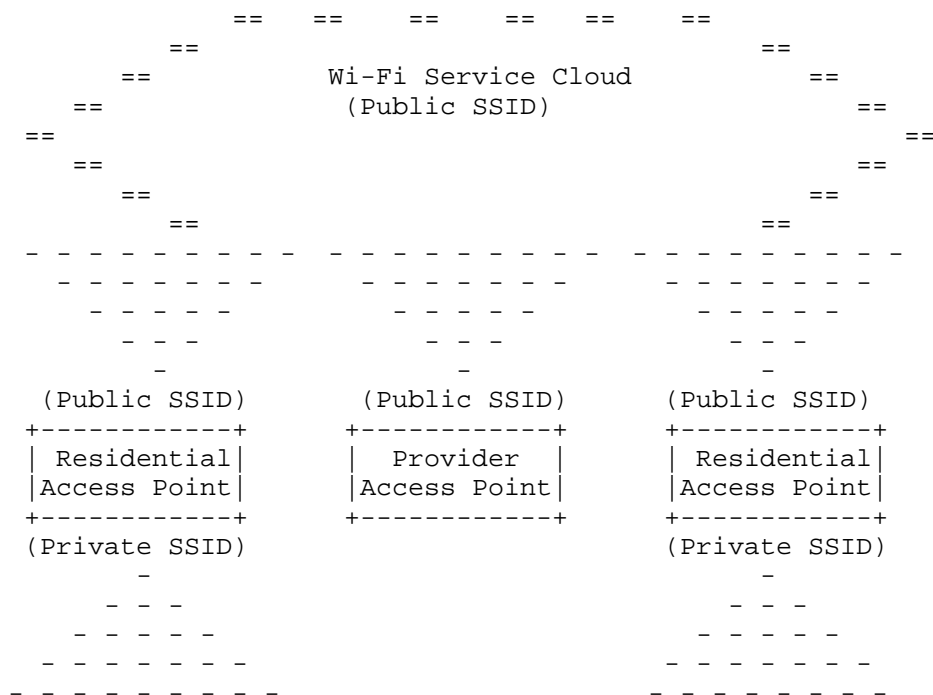 Wi-Fi Service Cloud
(Public SSID)
(Public SSID) (Public SSID) (Public SSID)
Residential Provider Residential
Access Point Access Point Access Point
(Private SSID) (Private SSID)